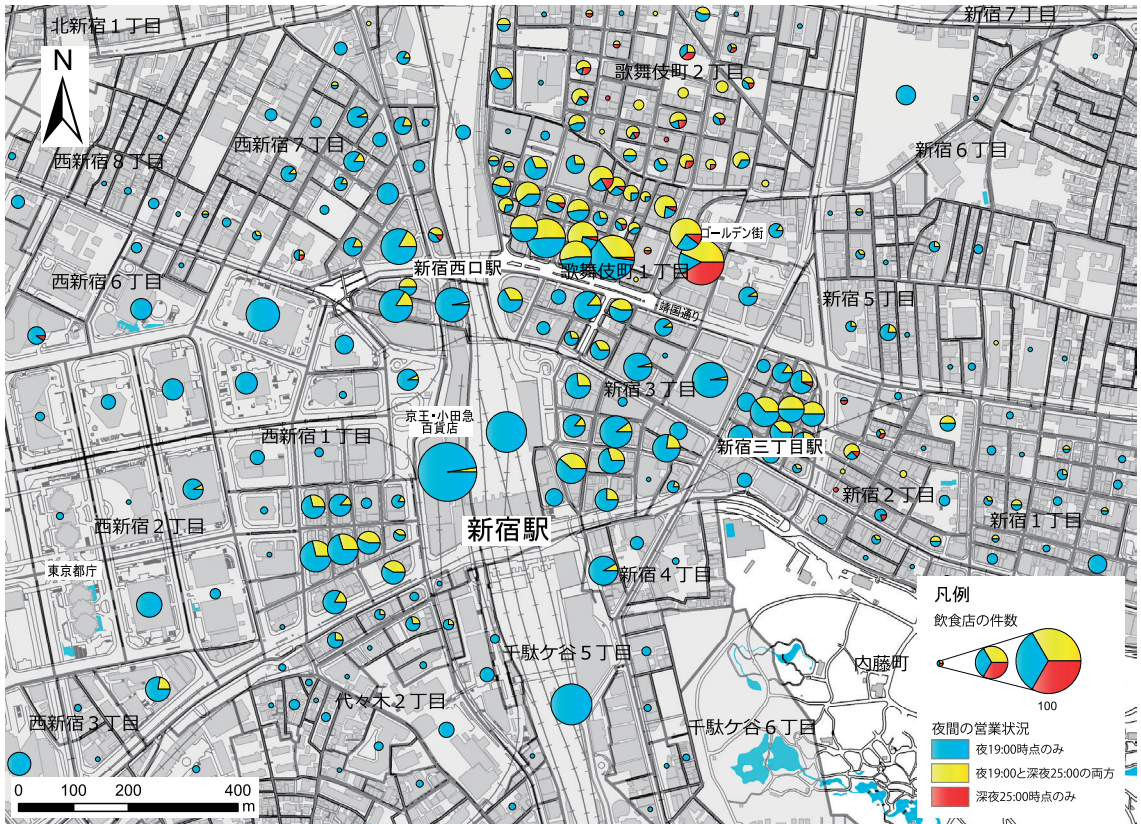 北新宿１丁目
新宿７丁目
N
歌舞伎町２丁目
西新宿７丁目
新宿６丁目
西新宿８丁目
ゴールデン街
新宿西口駅
歌舞伎町１丁目
西新宿６丁目
新宿５丁目
靖国通り
新宿３丁目
京王・小田急
百貨店
西新宿１丁目
新宿三丁目駅
新宿２丁目
西新宿２丁目
新宿駅
新宿１丁目
東京都庁
新宿４丁目
千駄ケ谷５丁目
内藤町
代々木２丁目
西新宿３丁目
千駄ケ谷６丁目
0 100 200 400
m
凡例
飲食店の件数
100
夜間の営業状況
夜19:00時点のみ
夜19:00と深夜25:00の両方
深夜25:00時点のみ